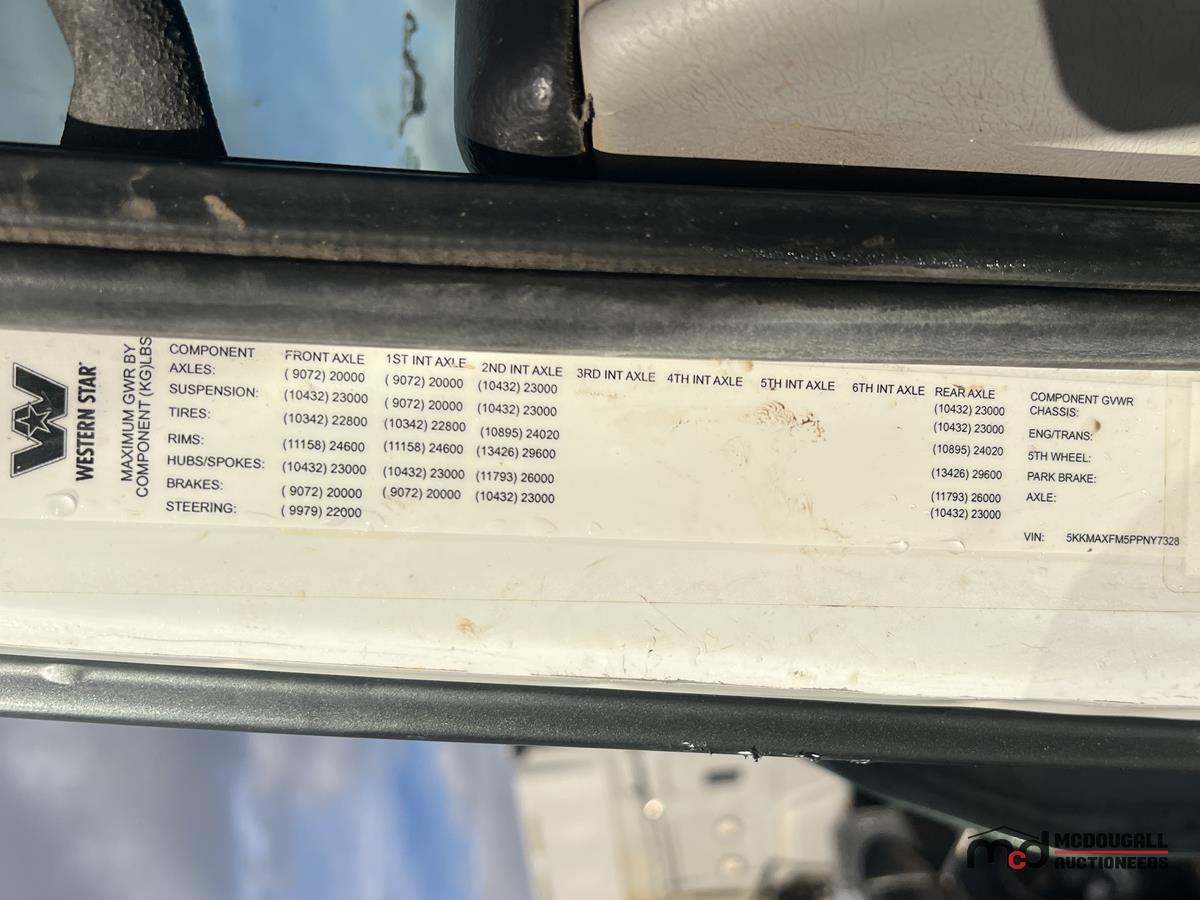 WESTERN STAR
MAXIMUM GWR BY
COMPONENT (KG)LBS
COMPONENT FRONT AXLE 1ST INT AXLE 2ND INT AXLE 3RD INT AXLE 4TH INT AXLE 5TH INT AXLE 6TH INT AXLE REAR AXLE COMPONENT GVWR
AXLES: ( 9072) 20000 ( 9072) 20000 (10432) 23000 (10432) 23000 CHASSIS:
SUSPENSION: (10432) 23000 ( 9072) 20000 (10432) 23000 (10432) 23000 ENG/TRANS:
TIRES: (10342) 22800 (10342) 22800 (10895) 24020 (10895) 24020 5TH WHEEL:
RIMS: (11158) 24600 (11158) 24600 (13426) 29600 (13426) 29600 PARK BRAKE:
HUBS/SPOKES: (10432) 23000 (10432) 23000 (11793) 26000 (11793) 26000 AXLE:
BRAKES: ( 9072) 20000 ( 9072) 20000 (10432) 23000 (10432) 23000
STEERING: ( 9979) 22000
VIN: 5KKMAXFM5PPNY7328
mcd MCDOUGALL
AUCTIONEERS